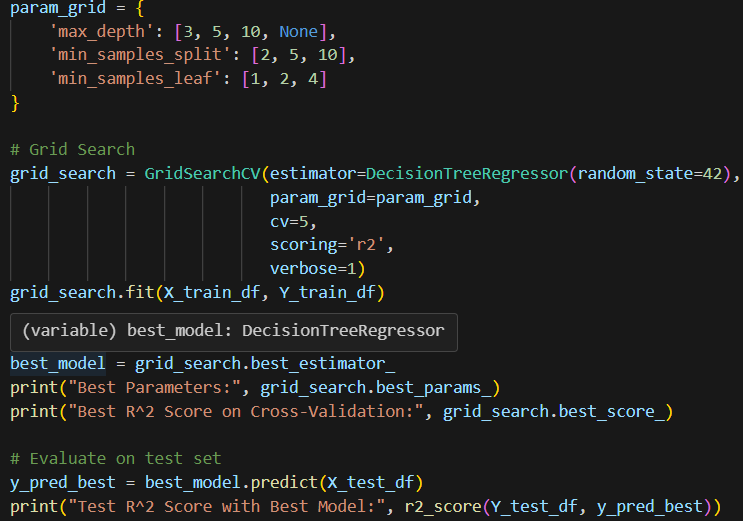 param_grid = {
    'max_depth': [3, 5, 10, None],
    'min_samples_split': [2, 5, 10],
    'min_samples_leaf': [1, 2, 4]
}
# Grid Search
grid_search = GridSearchCV(estimator=DecisionTreeRegressor(random_state=42),
                           param_grid=param_grid,
                           cv=5,
                           scoring='r2',
                           verbose=1)
grid_search.fit(X_train_df, Y_train_df)
(variable) best_model: DecisionTreeRegressor
best_model = grid_search.best_estimator_
print("Best Parameters:", grid_search.best_params_)
print("Best R^2 Score on Cross-Validation:", grid_search.best_score_)
# Evaluate on test set
y_pred_best = best_model.predict(X_test_df)
print("Test R^2 Score with Best Model:", r2_score(Y_test_df, y_pred_best))